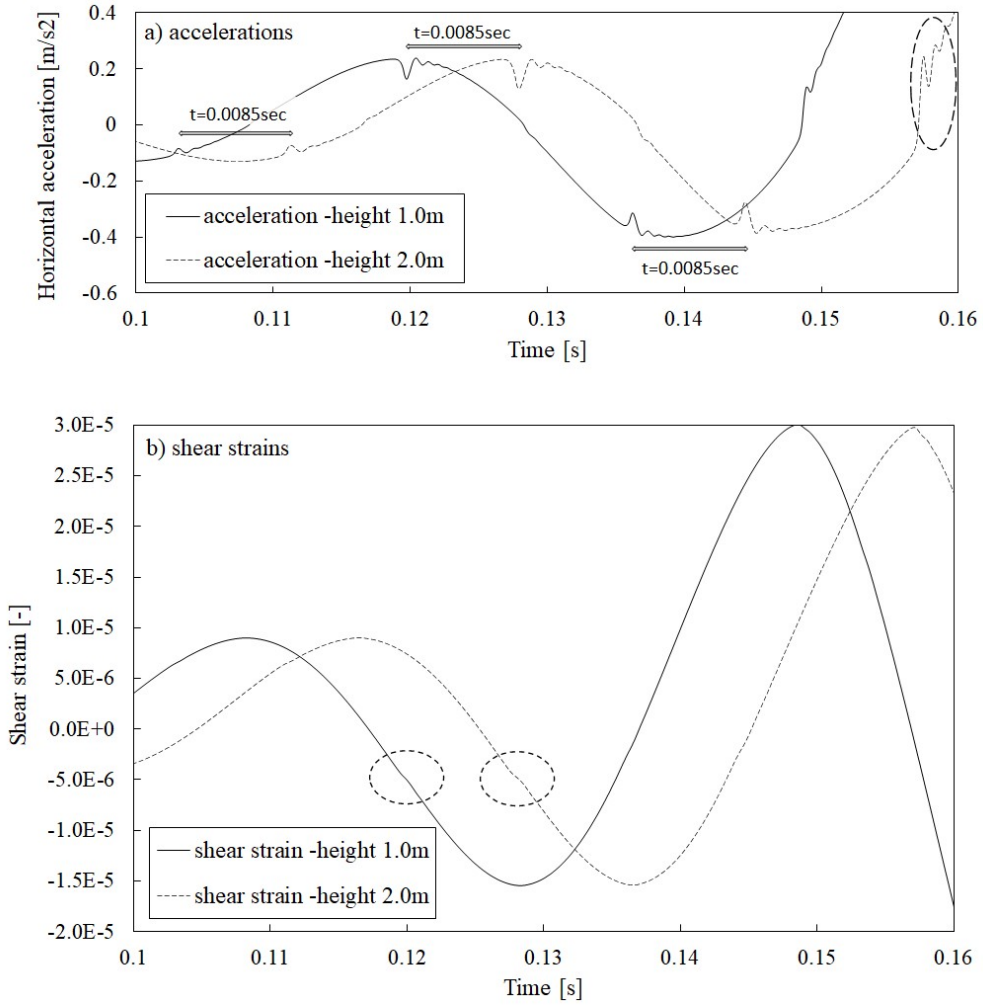 a) accelerations
t=0.0085sec
t=0.0085sec
t=0.0085sec
Horizontal acceleration [m/s2]
0.4
0.2
0
-0.2
-0.4
-0.6
acceleration -height 1.0m
acceleration -height 2.0m
0.1 0.11 0.12 0.13 0.14 0.15 0.16
Time [s]
b) shear strains
Shear strain [-]
3.0E-5
2.5E-5
2.0E-5
1.5E-5
1.0E-5
5.0E-6
0.0E+0
-5.0E-6
-1.0E-5
-1.5E-5
-2.0E-5
shear strain -height 1.0m
shear strain -height 2.0m
0.1 0.11 0.12 0.13 0.14 0.15 0.16
Time [s]